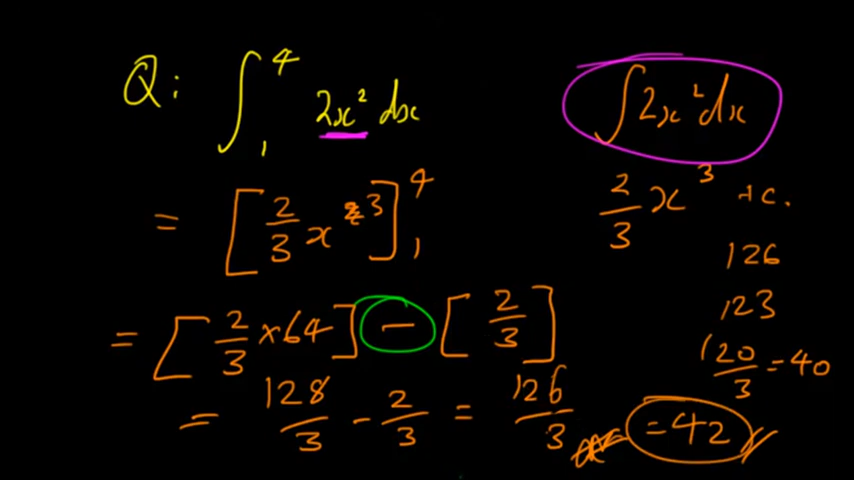 Q: ∫₁⁴ 2x² dx
= [2/3 x³]₁⁴
= [2/3 × 64] − [2/3]
= 128/3 − 2/3 = 126/3 = 42
∫2x² dx
2/3 x³ + c.
126
123
120/3 = 40